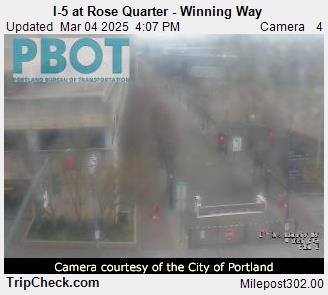 I-5 at Rose Quarter - Winning Way
Updated Mar 04 2025 4:07 PM Camera 4
PBOT
PORTLAND BUREAU OF TRANSPORTATION
Camera courtesy of the City of Portland
TripCheck.com Milepost302.00